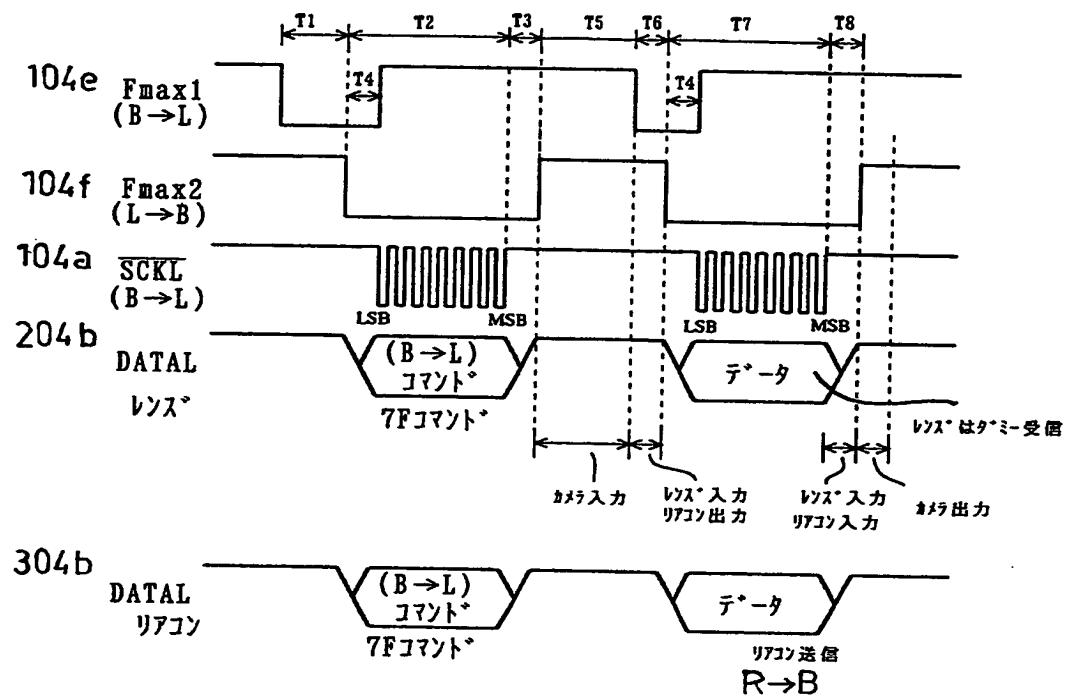 T1 T2 T3 T5 T6 T7 T8
104e Fmax1 T4 T4
(B→L)
104f Fmax2
(L→B)
104a SCKL
(B→L)
LSB MSB LSB MSB
204b DATAL (B→L) データ
コマンド
レンズ 7Fコマンド
レンズはダミー受信
カメラ入力 レンズ入力 レンズ入力 カメラ出力
リアコン出力 リアコン入力
304b DATAL (B→L) データ
コマンド
リアコン 7Fコマンド リアコン送信
R→B